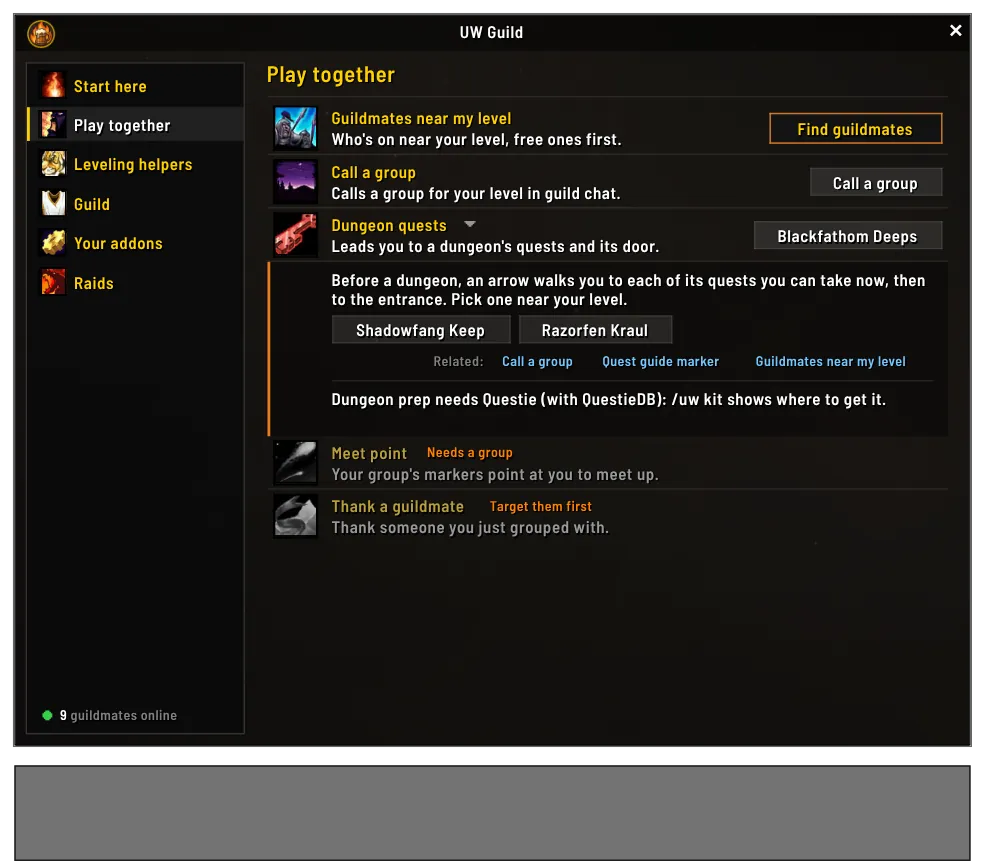 UW Guild
Start here
Play together
Leveling helpers
Guild
Your addons
Raids
9 guildmates online
Play together
Guildmates near my level
Who's on near your level, free ones first.
Find guildmates
Call a group
Calls a group for your level in guild chat.
Call a group
Dungeon quests
Leads you to a dungeon's quests and its door.
Blackfathom Deeps
Before a dungeon, an arrow walks you to each of its quests you can take now, then
to the entrance. Pick one near your level.
Shadowfang Keep Razorfen Kraul
Related: Call a group Quest guide marker Guildmates near my level
Dungeon prep needs Questie (with QuestieDB): /uw kit shows where to get it.
Meet point Needs a group
Your group's markers point at you to meet up.
Thank a guildmate Target them first
Thank someone you just grouped with.